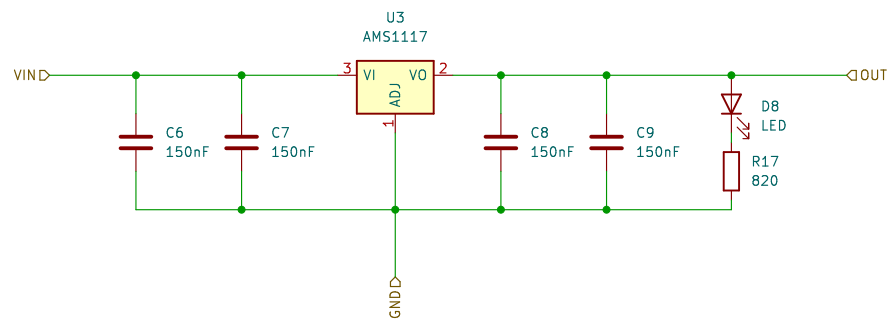 U3
AMS1117
VIN
3
VI
VO
2
OUT
ADJ
1
C6
150nF
C7
150nF
C8
150nF
C9
150nF
D8
LED
R17
820
GND